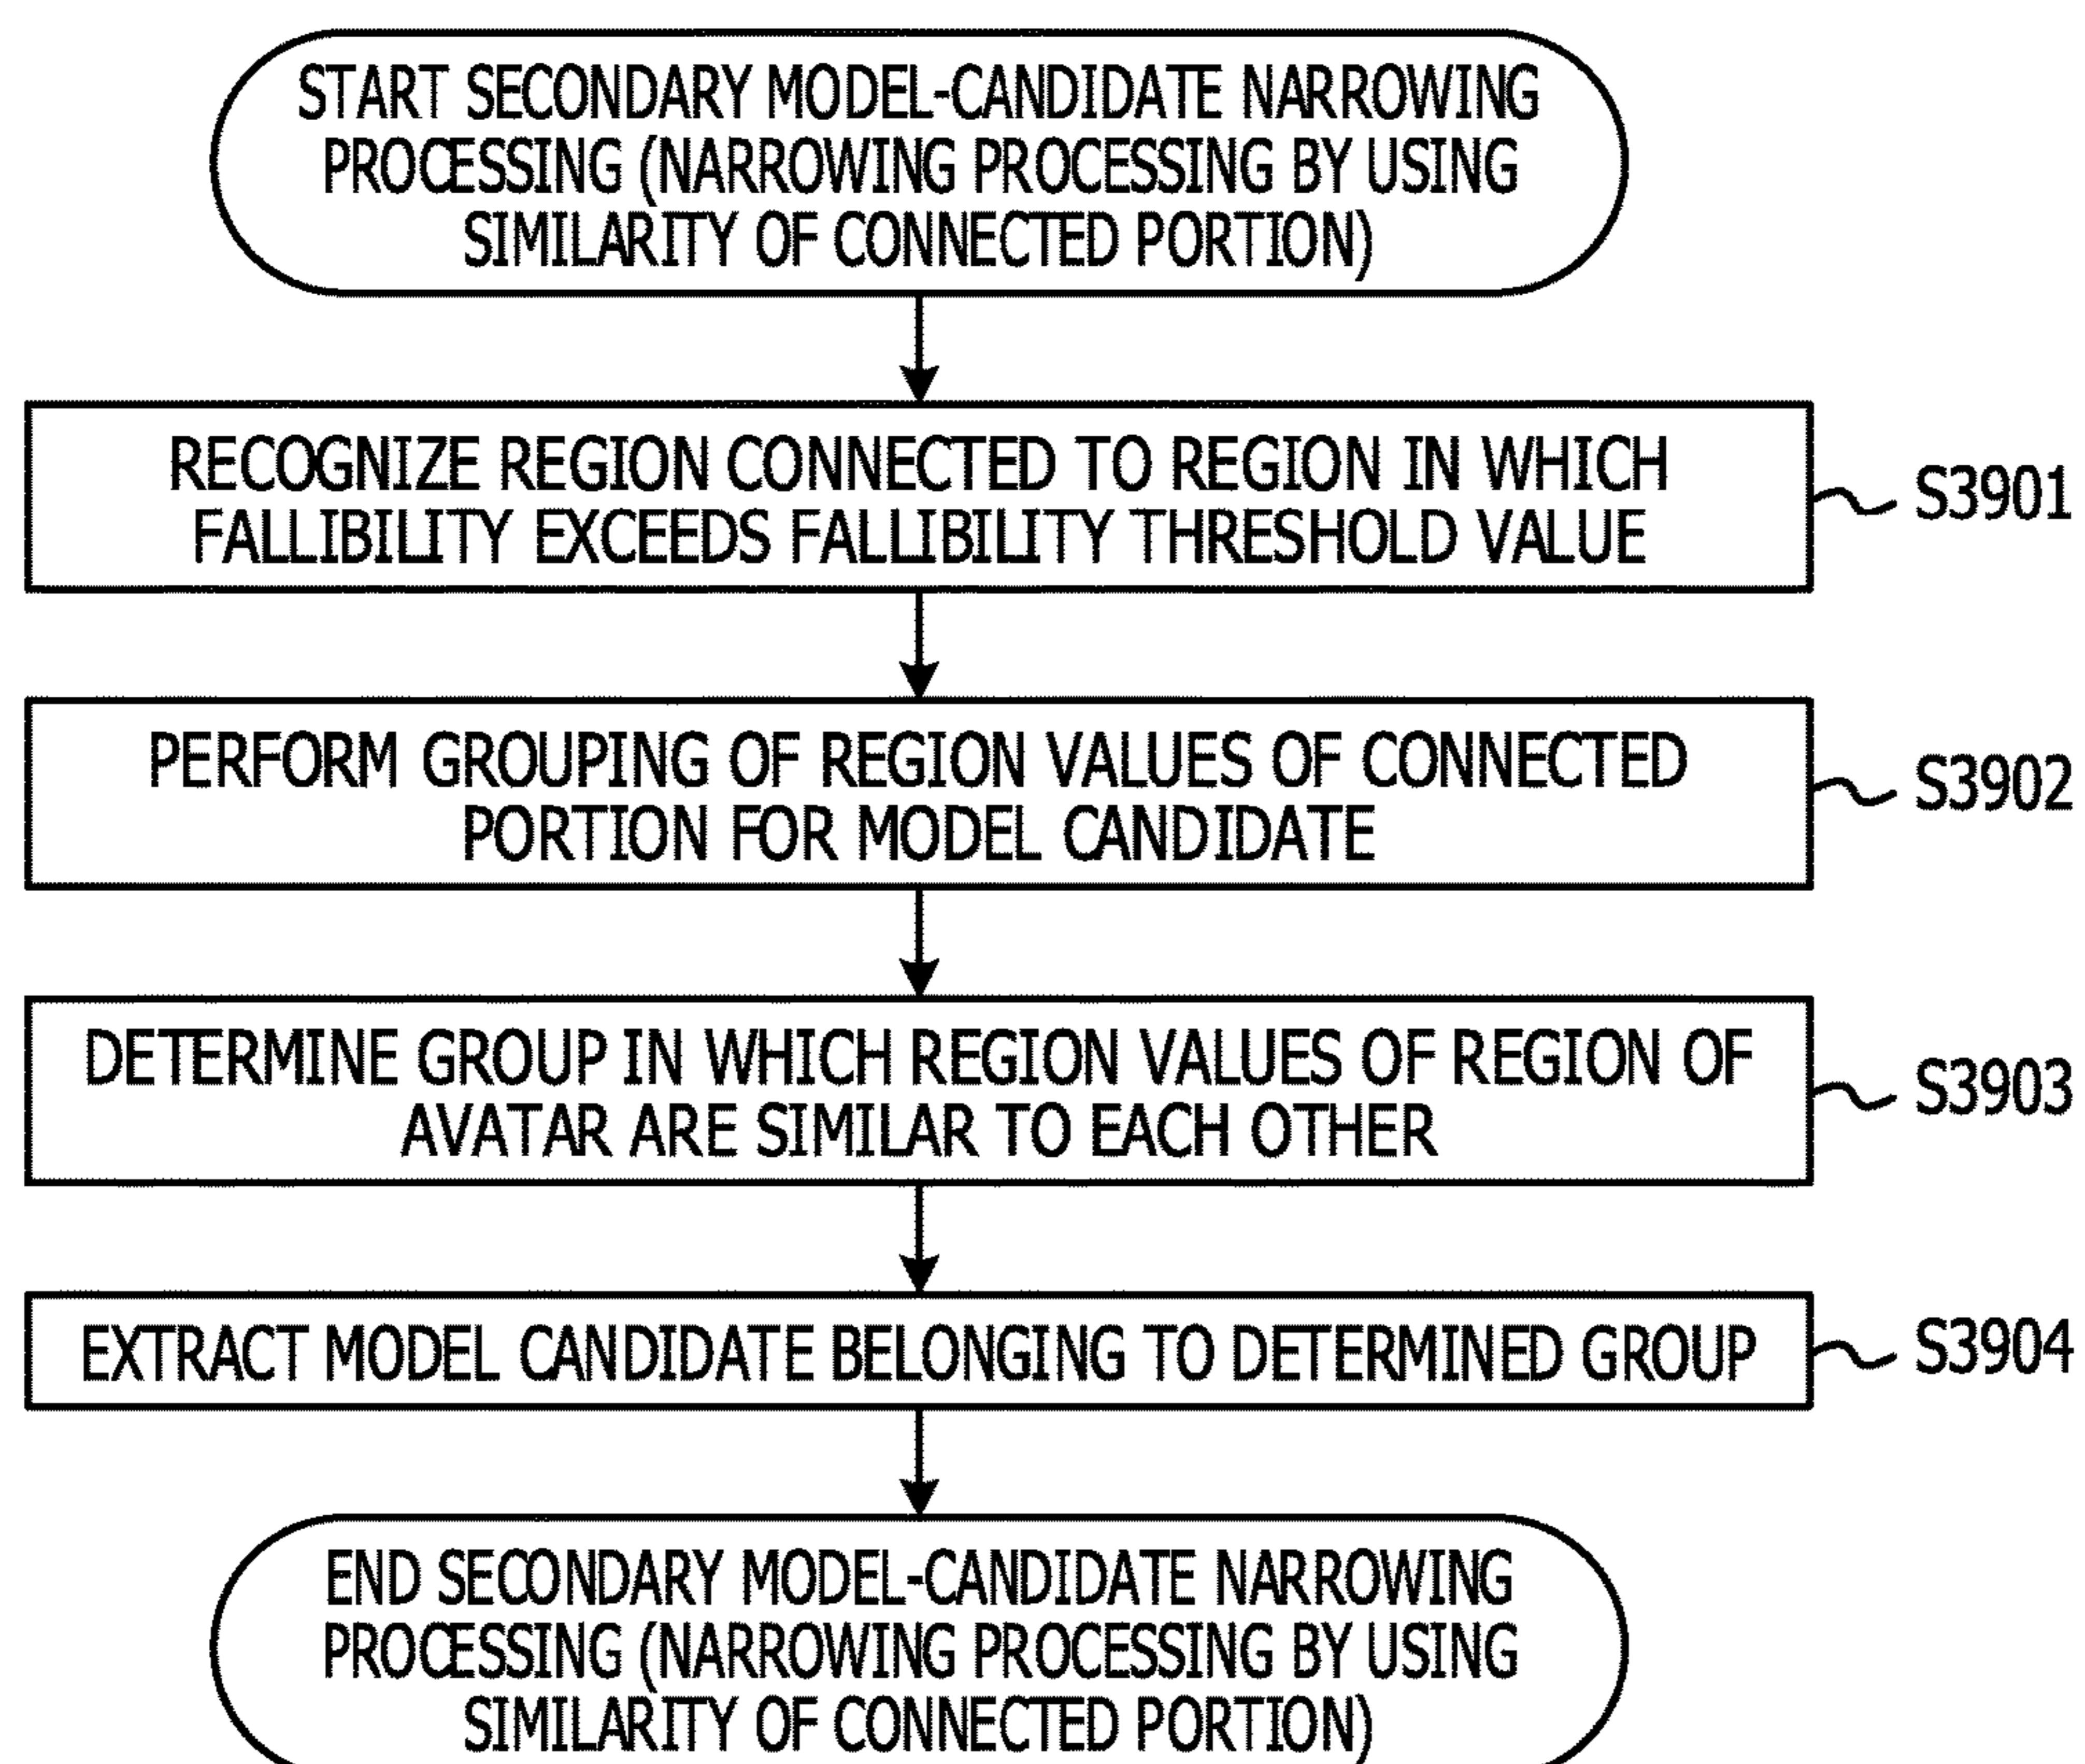 START SECONDARY MODEL-CANDIDATE NARROWING
PROCESSING (NARROWING PROCESSING BY USING
SIMILARITY OF CONNECTED PORTION)
RECOGNIZE REGION CONNECTED TO REGION IN WHICH
FALLIBILITY EXCEEDS FALLIBILITY THRESHOLD VALUE
S3901
PERFORM GROUPING OF REGION VALUES OF CONNECTED
PORTION FOR MODEL CANDIDATE
S3902
DETERMINE GROUP IN WHICH REGION VALUES OF REGION OF
AVATAR ARE SIMILAR TO EACH OTHER
S3903
EXTRACT MODEL CANDIDATE BELONGING TO DETERMINED GROUP
S3904
END SECONDARY MODEL-CANDIDATE NARROWING
PROCESSING (NARROWING PROCESSING BY USING
SIMILARITY OF CONNECTED PORTION)